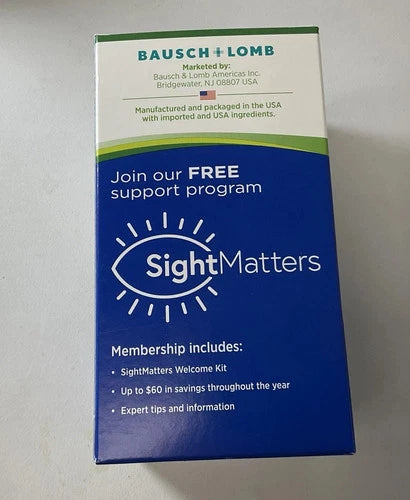 BAUSCH + LOMB
Marketed by:
Bausch & Lomb Americas Inc.
Bridgewater, NJ 08807 USA
Manufactured and packaged in the USA
with imported and USA ingredients.
Join our FREE
support program
SightMatters
Membership includes:
• SightMatters Welcome Kit
• Up to $60 in savings throughout the year
• Expert tips and information